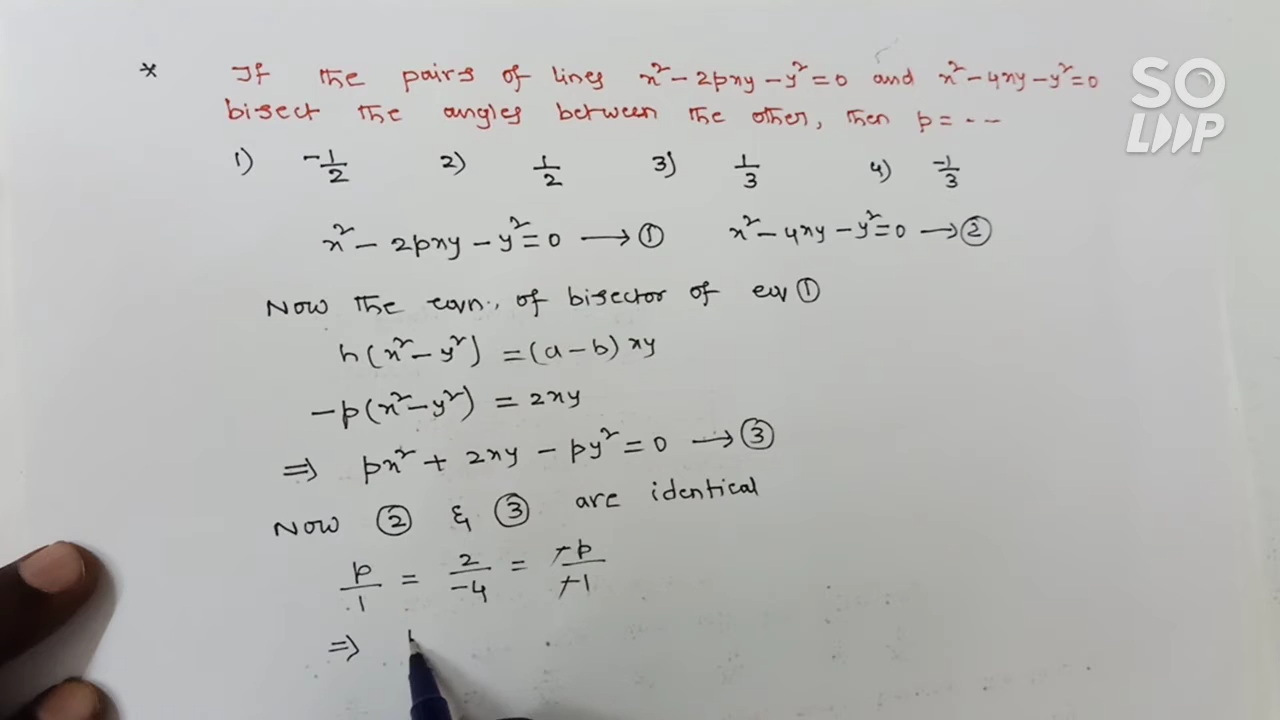 * If the pairs of lines x² - 2pxy - y² = 0 and x² - 4xy - y² = 0
bisect the angles between the other, then p = ---
1) -1/2 2) 1/2 3) 1/3 4) -1/3
x² - 2pxy - y² = 0 → ① x² - 4xy - y² = 0 → ②
Now the eqn., of bisector of eq ①
h(x² - y²) = (a - b) xy
-p(x² - y²) = 2xy
⇒ px² + 2xy - py² = 0 → ③
Now ② & ③ are identical
p/1 = 2/-4 = -p/-1
⇒
SO
LOOP